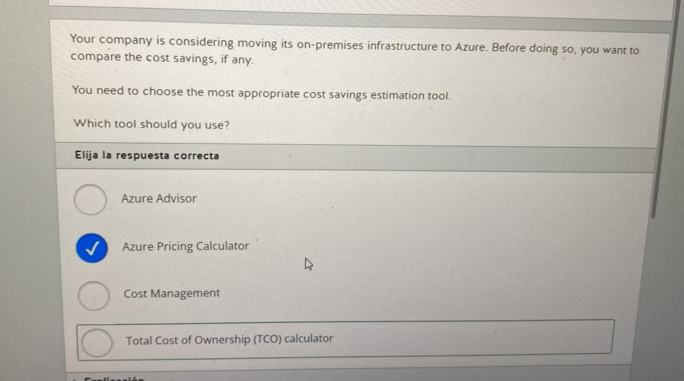 Your company is considering moving its on-premises infrastructure to Azure. Before doing so, you want to
compare the cost savings, if any.
You need to choose the most appropriate cost savings estimation tool.
Which tool should you use?
Elija la respuesta correcta
Azure Advisor
Azure Pricing Calculator
Cost Management
Total Cost of Ownership (TCO) calculator